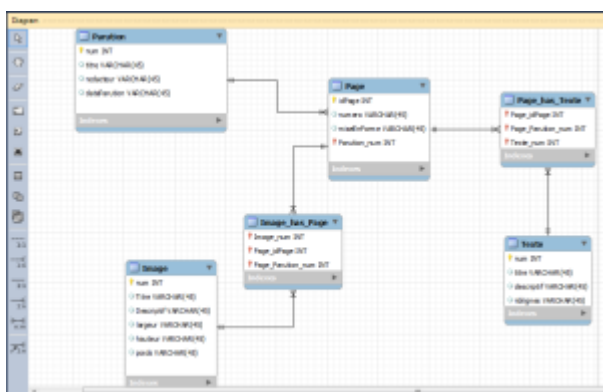 Diagram
Parution
num INT
titre VARCHAR(45)
redacteur VARCHAR(45)
dateParution VARCHAR(45)
Indexes
Page
idPage INT
numero VARCHAR(45)
miseEnForme VARCHAR(45)
Parution_num INT
Indexes
Page_has_Texte
Page_idPage INT
Page_Parution_num INT
Texte_num INT
Indexes
Image_has_Page
Image_num INT
Page_idPage INT
Page_Parution_num INT
Indexes
Texte
num INT
titre VARCHAR(45)
descriptif VARCHAR(45)
Indexes
Image
num INT
Titre VARCHAR(45)
Descriptif VARCHAR(45)
largeur VARCHAR(45)
hauteur VARCHAR(45)
poids VARCHAR(45)
Indexes